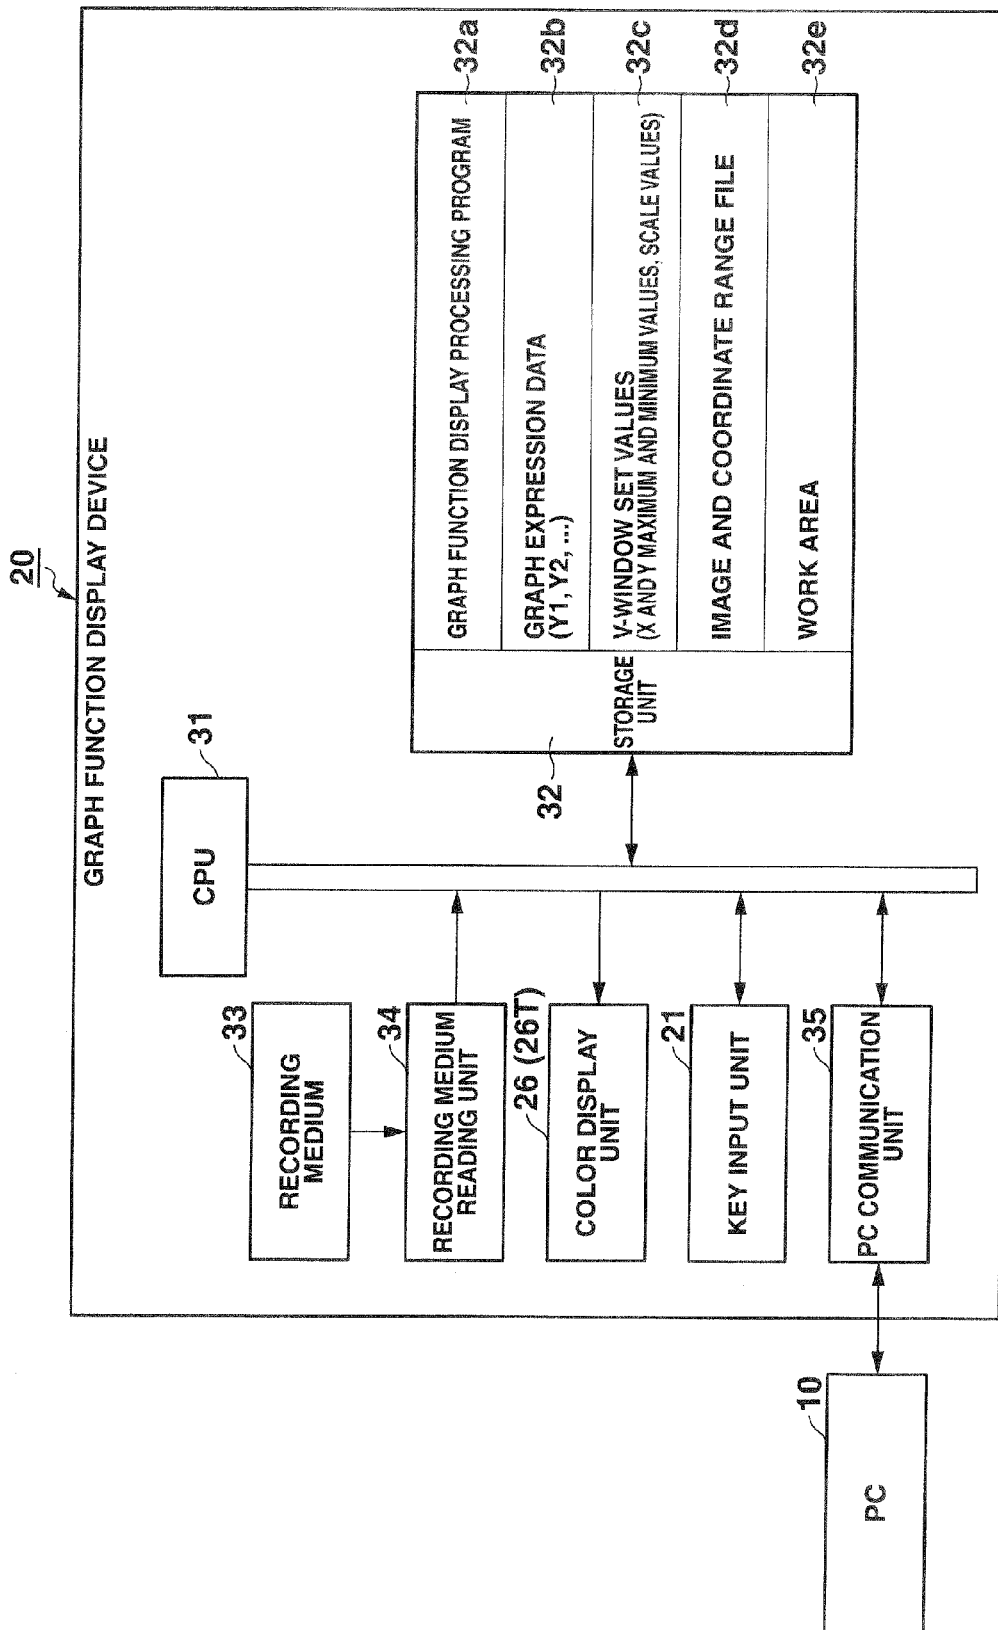 20
GRAPH FUNCTION DISPLAY DEVICE
31
CPU
33
RECORDING
MEDIUM
34
RECORDING MEDIUM
READING UNIT
26 (26T)
COLOR DISPLAY
UNIT
21
KEY INPUT UNIT
35
PC COMMUNICATION
UNIT
10
PC
32
STORAGE
UNIT
GRAPH FUNCTION DISPLAY PROCESSING PROGRAM
32a
GRAPH EXPRESSION DATA
(Y1, Y2, ...)
32b
V-WINDOW SET VALUES
(X AND Y MAXIMUM AND MINIMUM VALUES, SCALE VALUES)
32c
IMAGE AND COORDINATE RANGE FILE
32d
WORK AREA
32e